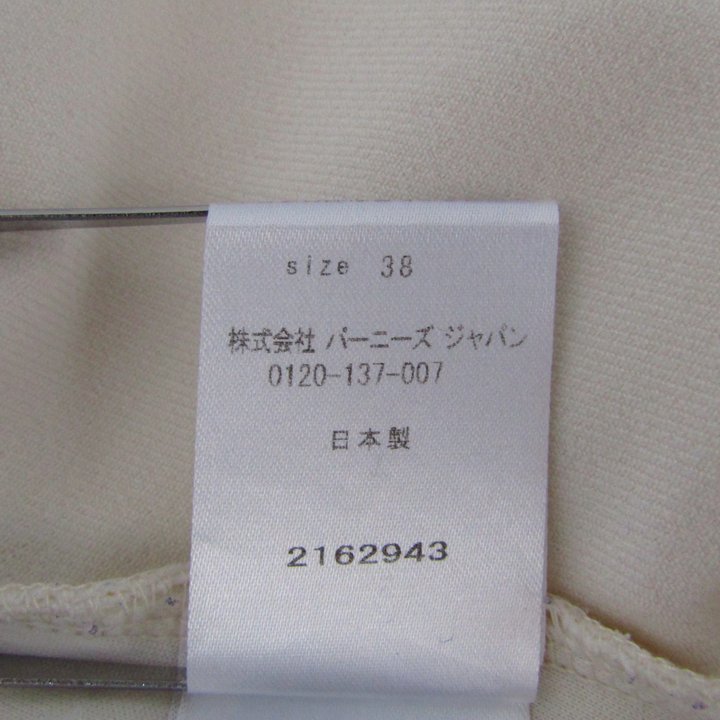 size 38
株式会社 バーニーズ ジャパン
0120-137-007
日本製
2162943